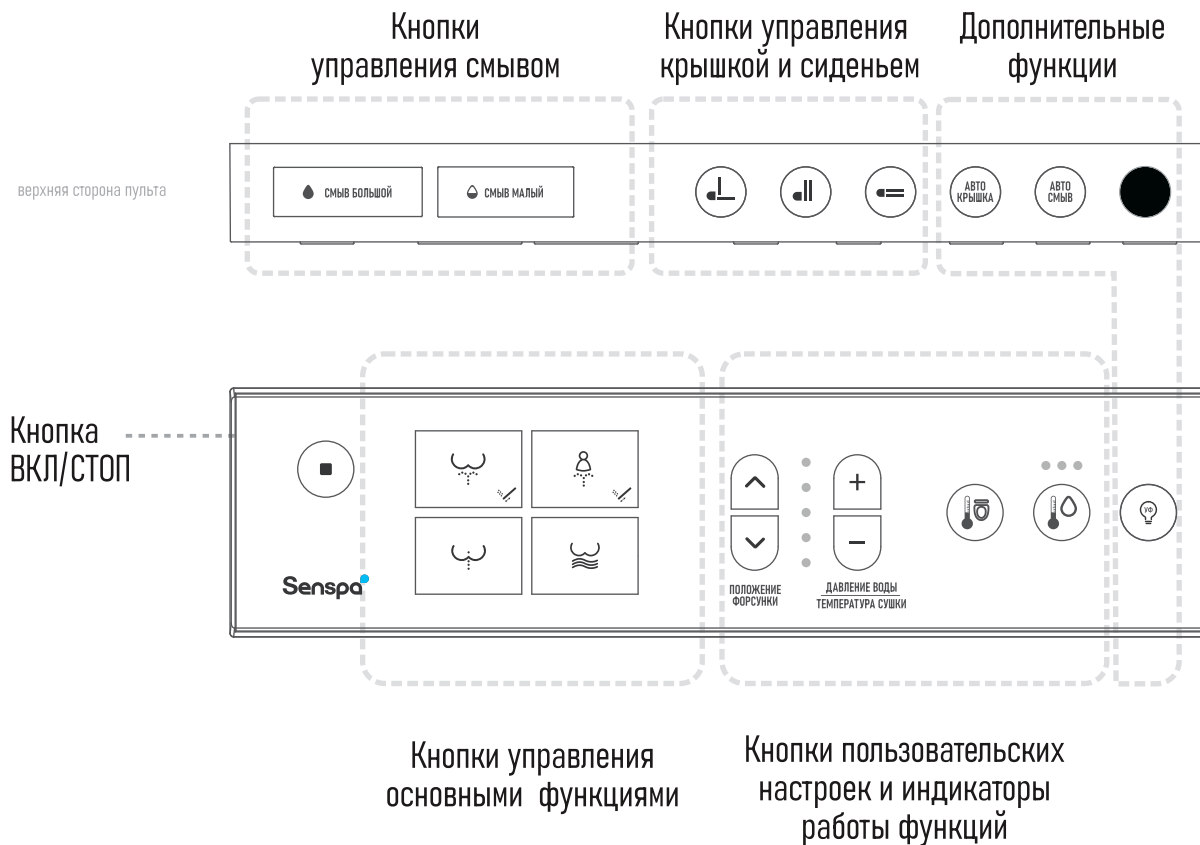 Кнопки
управления смывом
Кнопки управления
крышкой и сиденьем
Дополнительные
функции
верхняя сторона пульта
СМЫВ БОЛЬШОЙ
СМЫВ МАЛЫЙ
АВТО
КРЫШКА
АВТО
СМЫВ
Кнопка
ВКЛ/СТОП
Senspa
ПОЛОЖЕНИЕ
ФОРСУНКИ
ДАВЛЕНИЕ ВОДЫ
ТЕМПЕРАТУРА СУШКИ
УФ
Кнопки управления
основными функциями
Кнопки пользовательских
настроек и индикаторы
работы функций